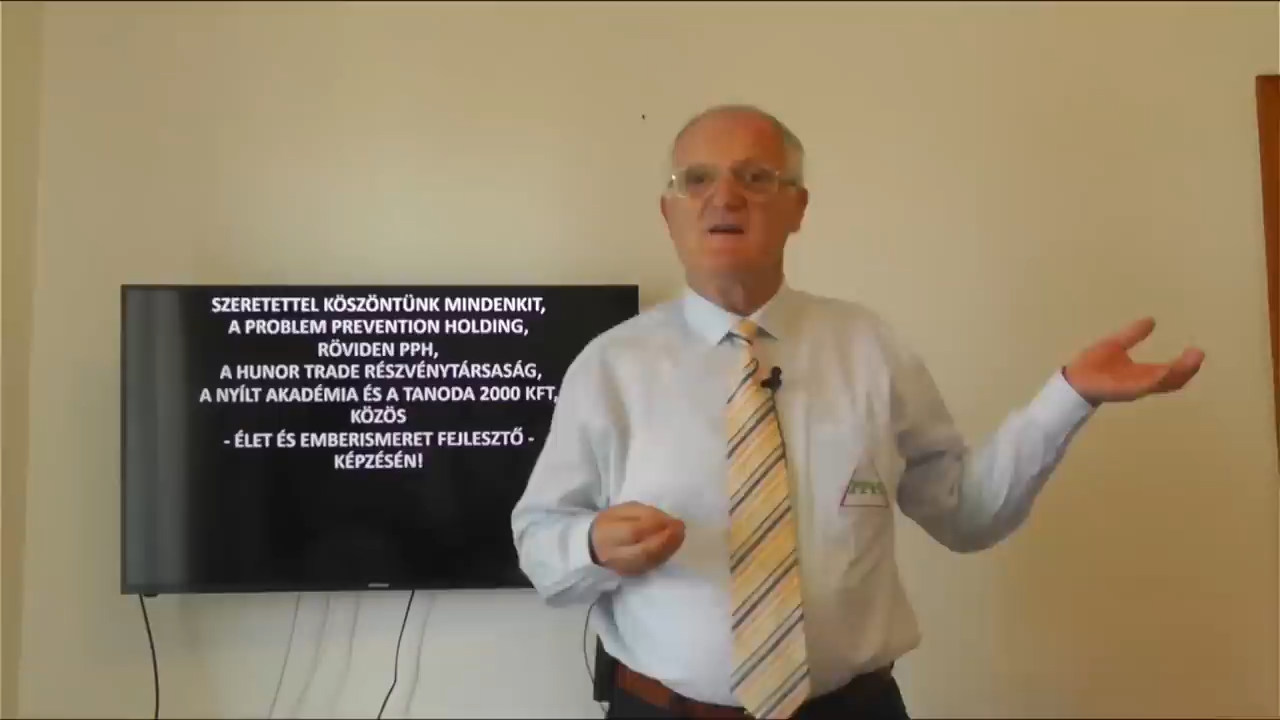 SZERETETTEL KÖSZÖNTÜNK MINDENKIT,
A PROBLEM PREVENTION HOLDING,
RÖVIDEN PPH,
A HUNOR TRADE RÉSZVÉNYTÁRSASÁG,
A NYÍLT AKADÉMIA ÉS A TANODA 2000 KFT,
KÖZÖS
- ÉLET ÉS EMBERISMERET FEJLESZTŐ -
KÉPZÉSÉN!